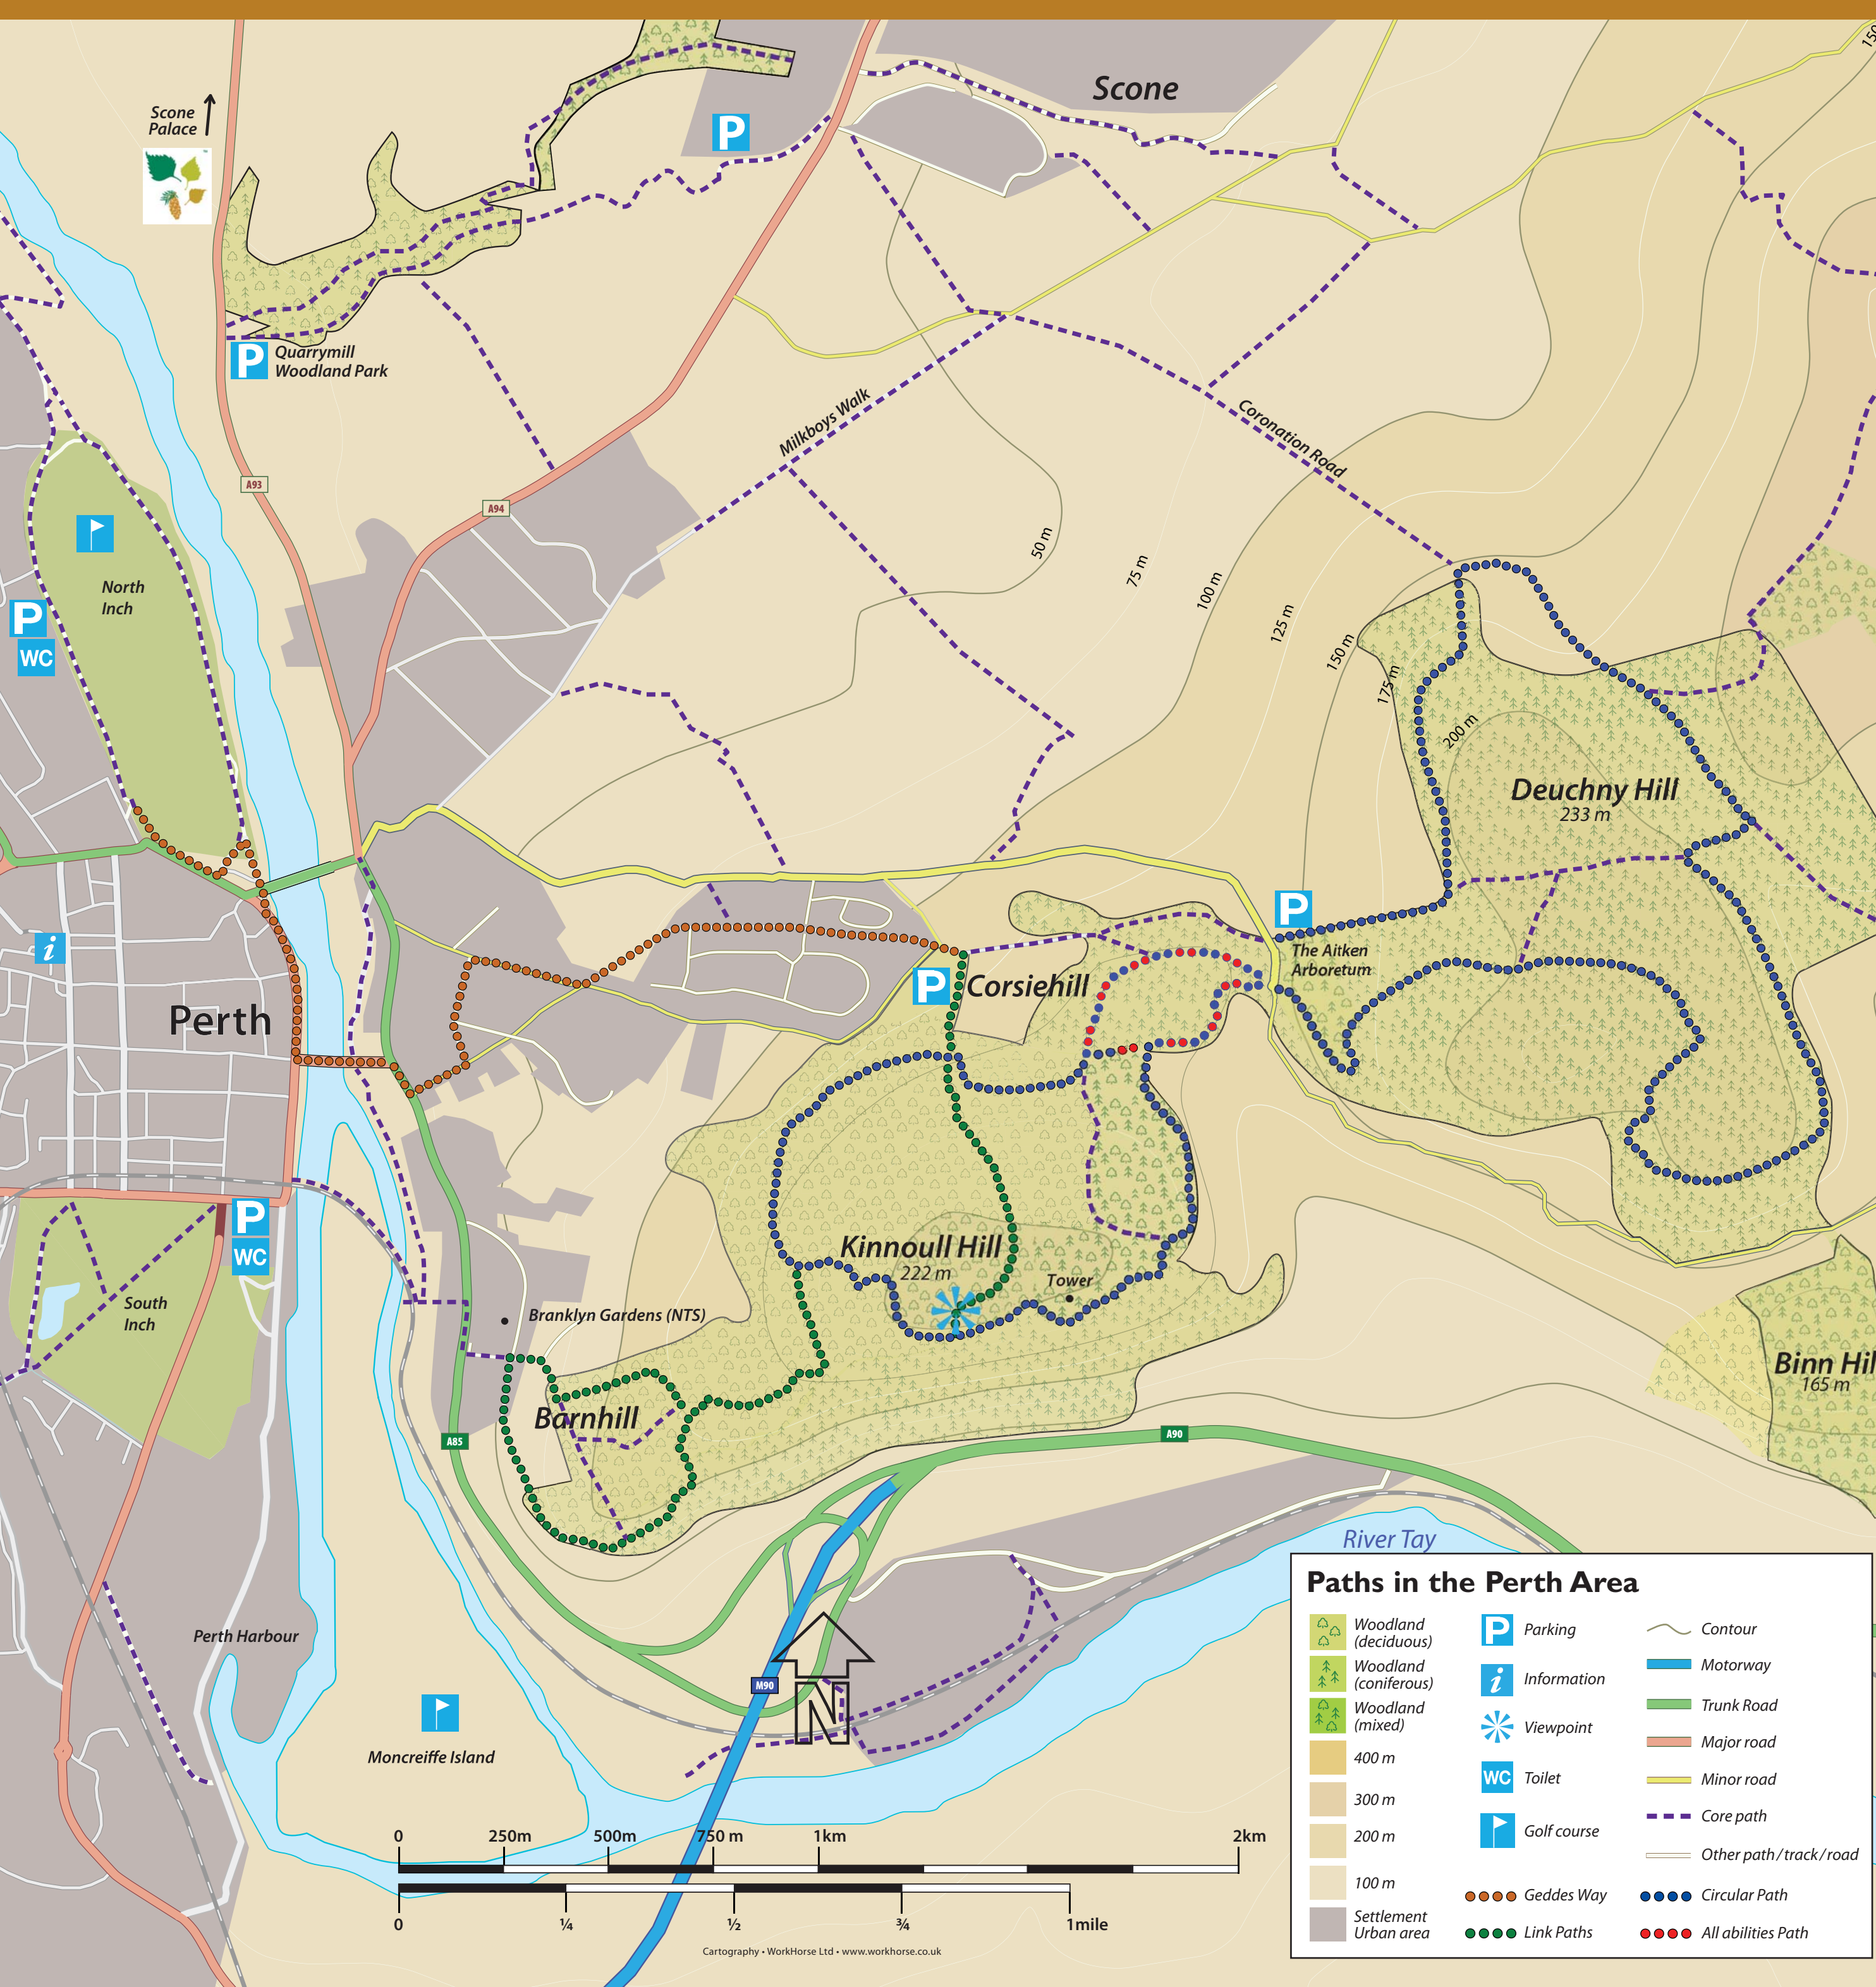 Scone
Palace
Scone
P
150
P
Quarrymill
Woodland Park
Milkboys Walk
Coronation Road
A93
A94
50 m
75 m
100 m
125 m
150 m
175 m
200 m
North
Inch
P
WC
Deuchny Hill
233 m
P
The Aitken
Arboretum
i
P
Corsiehill
Perth
P
WC
Kinnoull Hill
222 m
Tower
South
Inch
Branklyn Gardens (NTS)
Binn Hil
165 m
Barnhill
A85
A90
River Tay
Perth Harbour
M90
N
Moncreiffe Island
0 250m 500m 750 m 1km 2km
0 ¼ ½ ¾ 1mile
Cartography • WorkHorse Ltd • www.workhorse.co.uk
Paths in the Perth Area
Woodland
(deciduous)
Woodland
(coniferous)
Woodland
(mixed)
400 m
300 m
200 m
100 m
Settlement
Urban area
P Parking
i Information
Viewpoint
WC Toilet
Golf course
Geddes Way
Link Paths
Contour
Motorway
Trunk Road
Major road
Minor road
Core path
Other path/track/road
Circular Path
All abilities Path